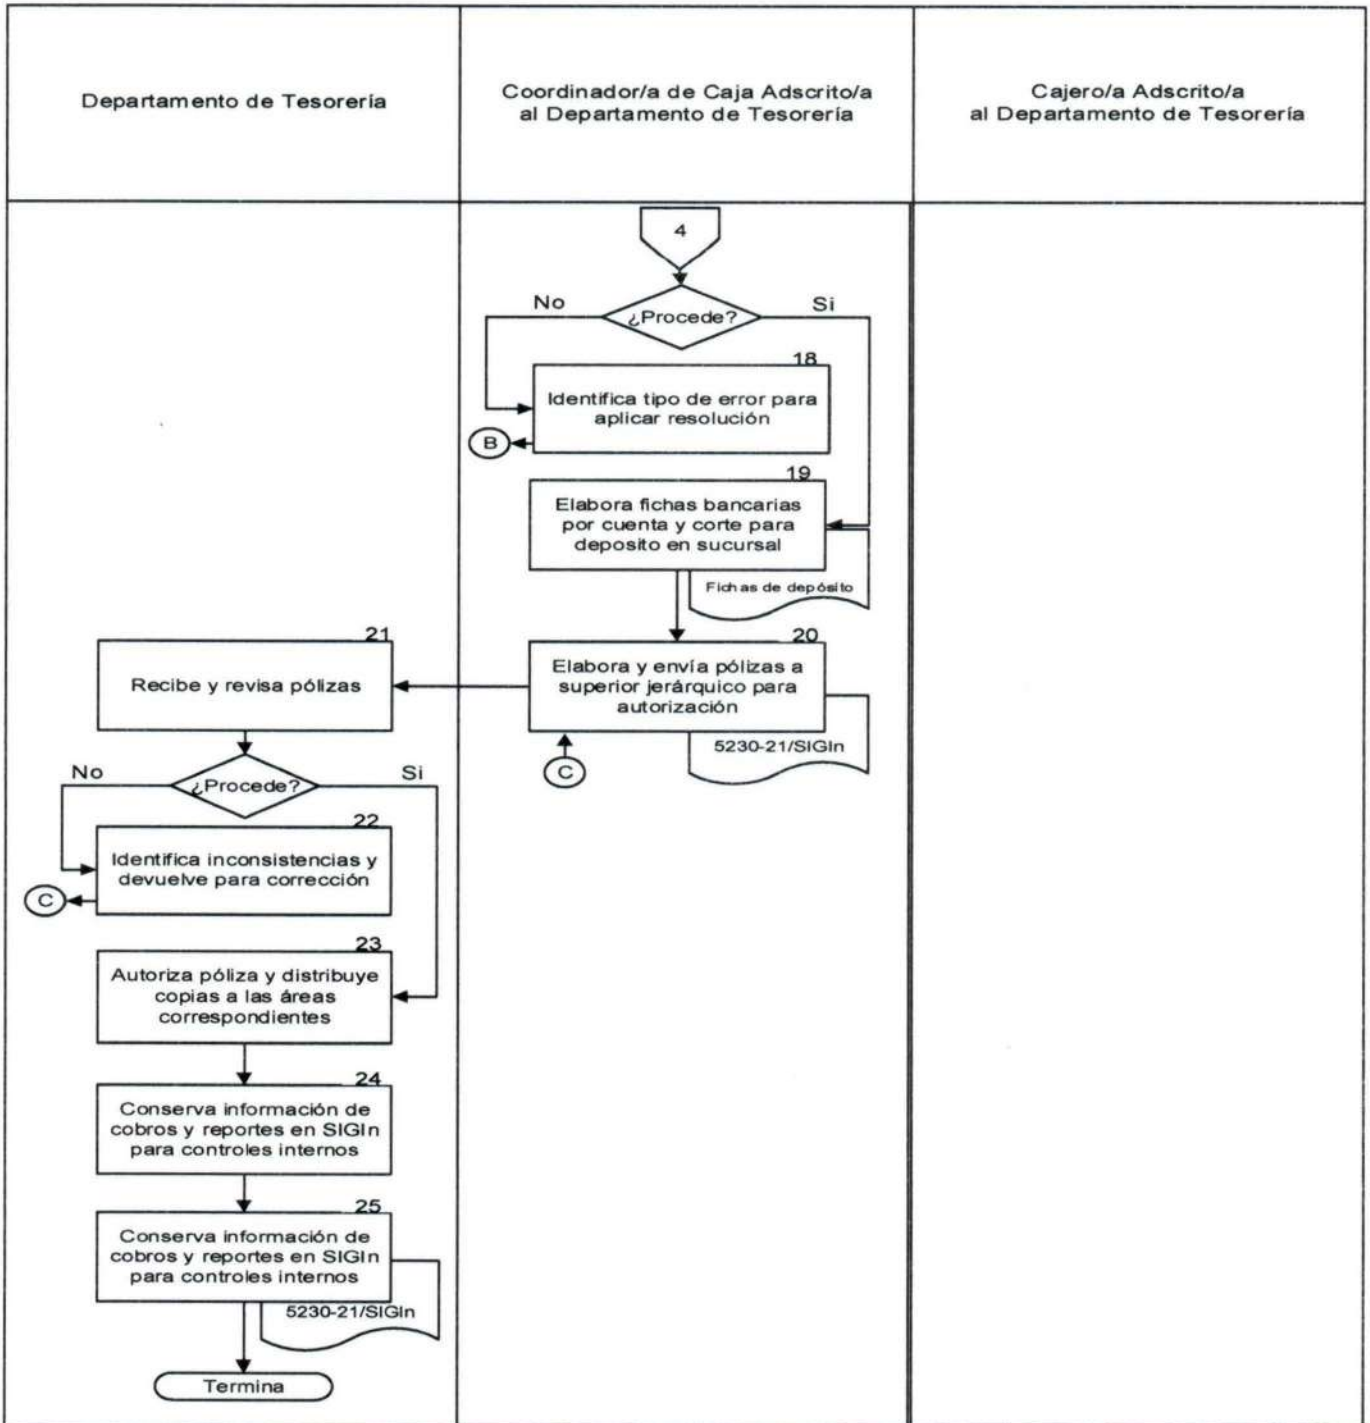 Departamento de Tesorería
Coordinador/a de Caja Adscrito/a
al Departamento de Tesorería
Cajero/a Adscrito/a
al Departamento de Tesorería
4
No
¿Procede?
Si
18
Identifica tipo de error para
aplicar resolución
B
19
Elabora fichas bancarias
por cuenta y corte para
deposito en sucursal
Fichas de depósito
20
Elabora y envía pólizas a
superior jerárquico para
autorización
5230-21/SIGIn
C
21
Recibe y revisa pólizas
No
¿Procede?
Si
22
Identifica inconsistencias y
devuelve para corrección
C
23
Autoriza póliza y distribuye
copias a las áreas
correspondientes
24
Conserva información de
cobros y reportes en SIGIn
para controles internos
25
Conserva información de
cobros y reportes en SIGIn
para controles internos
5230-21/SIGIn
Termina